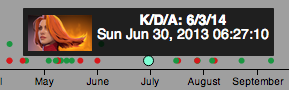 K/D/A: 6/3/14
Sun Jun 30, 2013 06:27:10
May June July August September